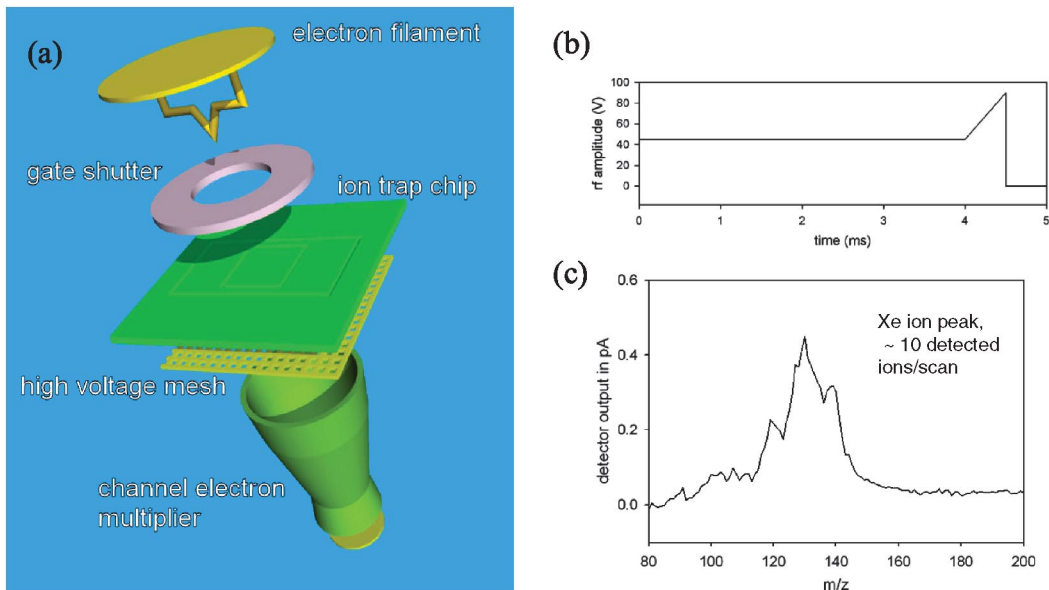 (a)
electron filament
gate shutter
ion trap chip
high voltage mesh
channel electron
multiplier
(b)
rf amplitude (V)
100
80
60
40
20
0
0 1 2 3 4 5
time (ms)
(c)
detector output in pA
0.6
0.4
0.2
0.0
Xe ion peak,
~ 10 detected
ions/scan
80 100 120 140 160 180 200
m/z